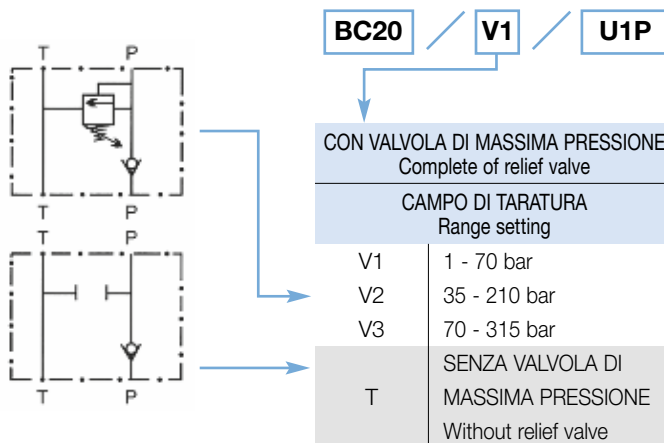 BC20 / V1 / U1P
T P
T P
T P
T P
CON VALVOLA DI MASSIMA PRESSIONE
Complete of relief valve
CAMPO DI TARATURA
Range setting
V1 1 - 70 bar
V2 35 - 210 bar
V3 70 - 315 bar
T SENZA VALVOLA DI
MASSIMA PRESSIONE
Without relief valve